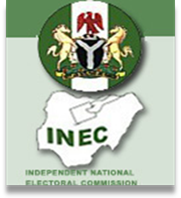 INEC
INDEPENDENT NATIONAL
ELECTORAL COMMISSION